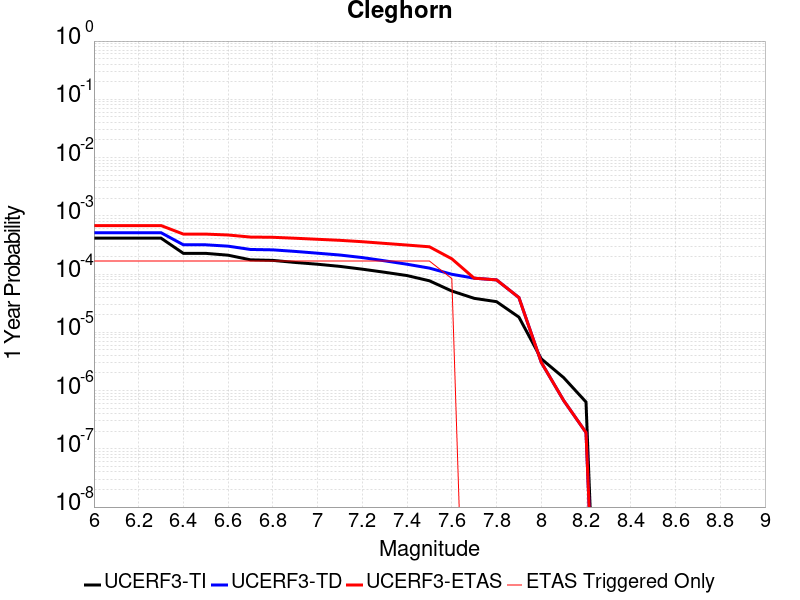 Cleghorn
10^0
10^-1
10^-2
10^-3
10^-4
10^-5
10^-6
10^-7
10^-8
1 Year Probability
6 6.2 6.4 6.6 6.8 7 7.2 7.4 7.6 7.8 8 8.2 8.4 8.6 8.8 9
Magnitude
UCERF3-TI UCERF3-TD UCERF3-ETAS ETAS Triggered Only